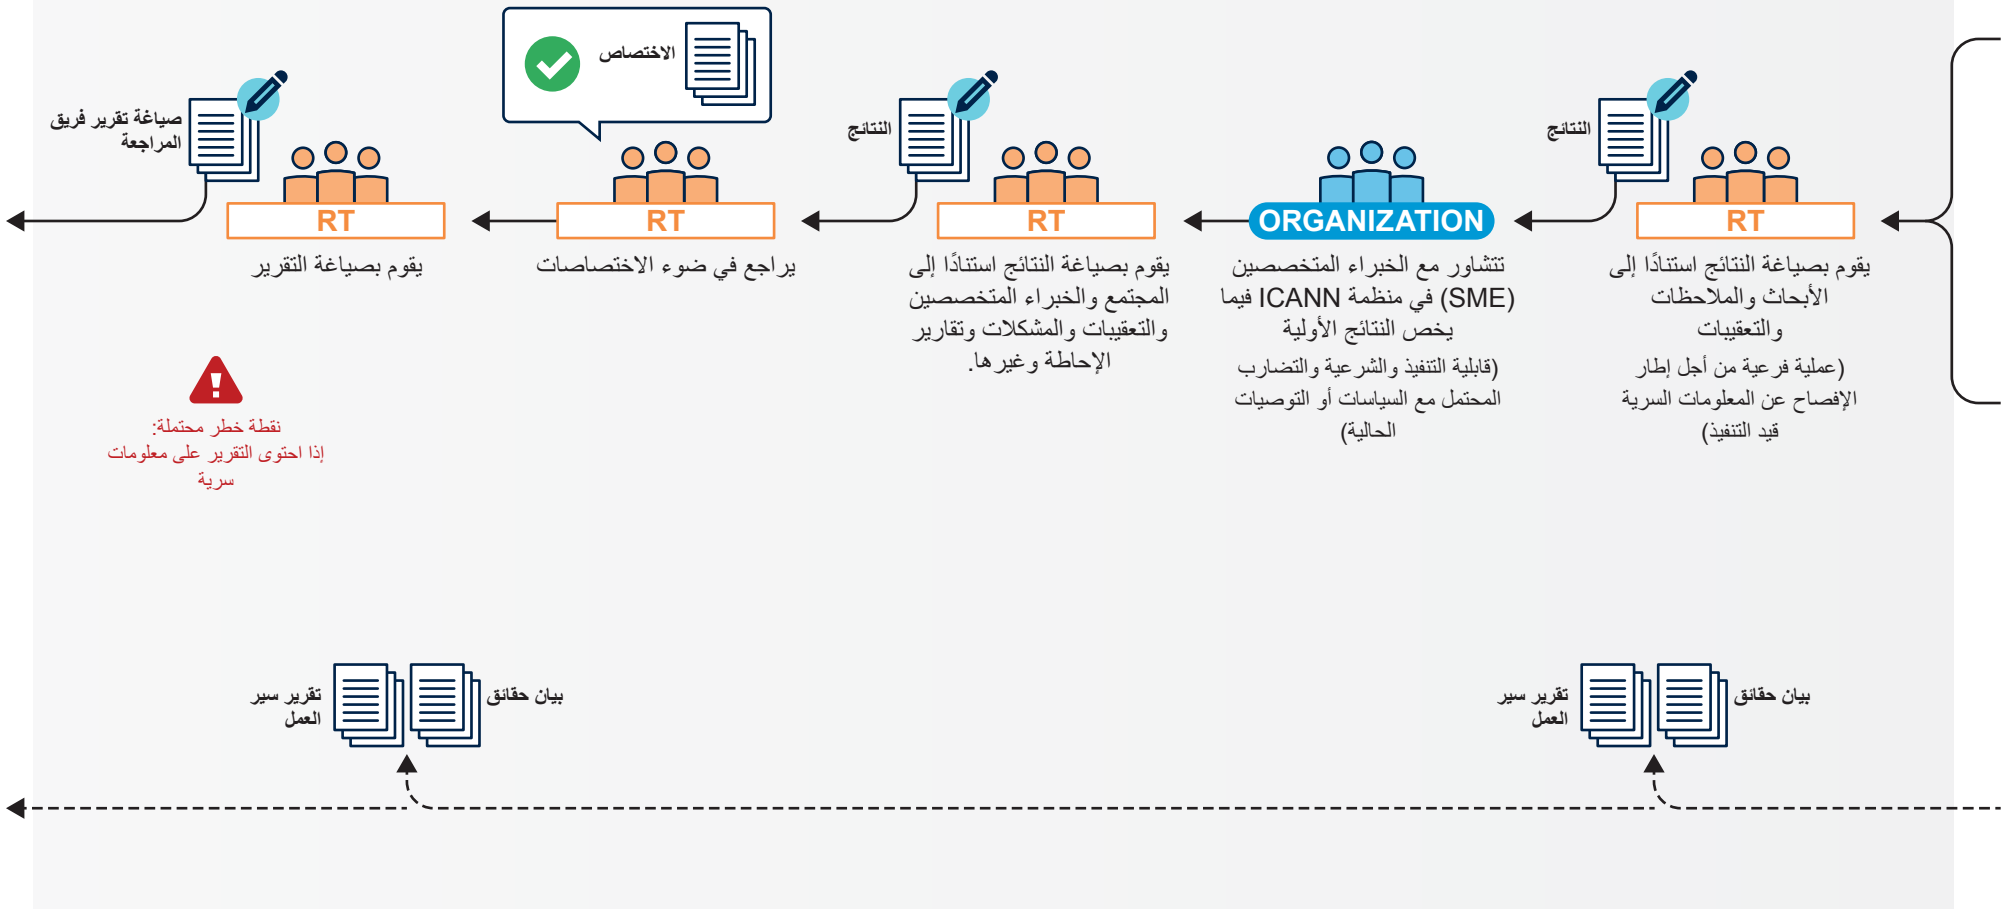 النتائج
RT
يقوم بصياغة النتائج استنادًا إلى
الأبحاث والملاحظات
والتعقيبات
(عملية فرعية من أجل إطار
الإفصاح عن المعلومات السرية
قيد التنفيذ)
ORGANIZATION
تتشاور مع الخبراء المتخصصين
(SME) في منظمة ICANN فيما
يخص النتائج الأولية
(قابلية التنفيذ والشرعية والتضارب
المحتمل مع السياسات أو التوصيات
الحالية)
النتائج
RT
يقوم بصياغة النتائج استنادًا إلى
المجتمع والخبراء المتخصصين
والتعقيبات والمشكلات وتقارير
الإحاطة وغيرها.
الاختصاص
RT
يراجع في ضوء الاختصاصات
صياغة تقرير فريق
المراجعة
RT
يقوم بصياغة التقرير
نقطة خطر محتملة:
إذا احتوى التقرير على معلومات
سرية
بيان حقائق
تقرير سير
العمل
بيان حقائق
تقرير سير
العمل